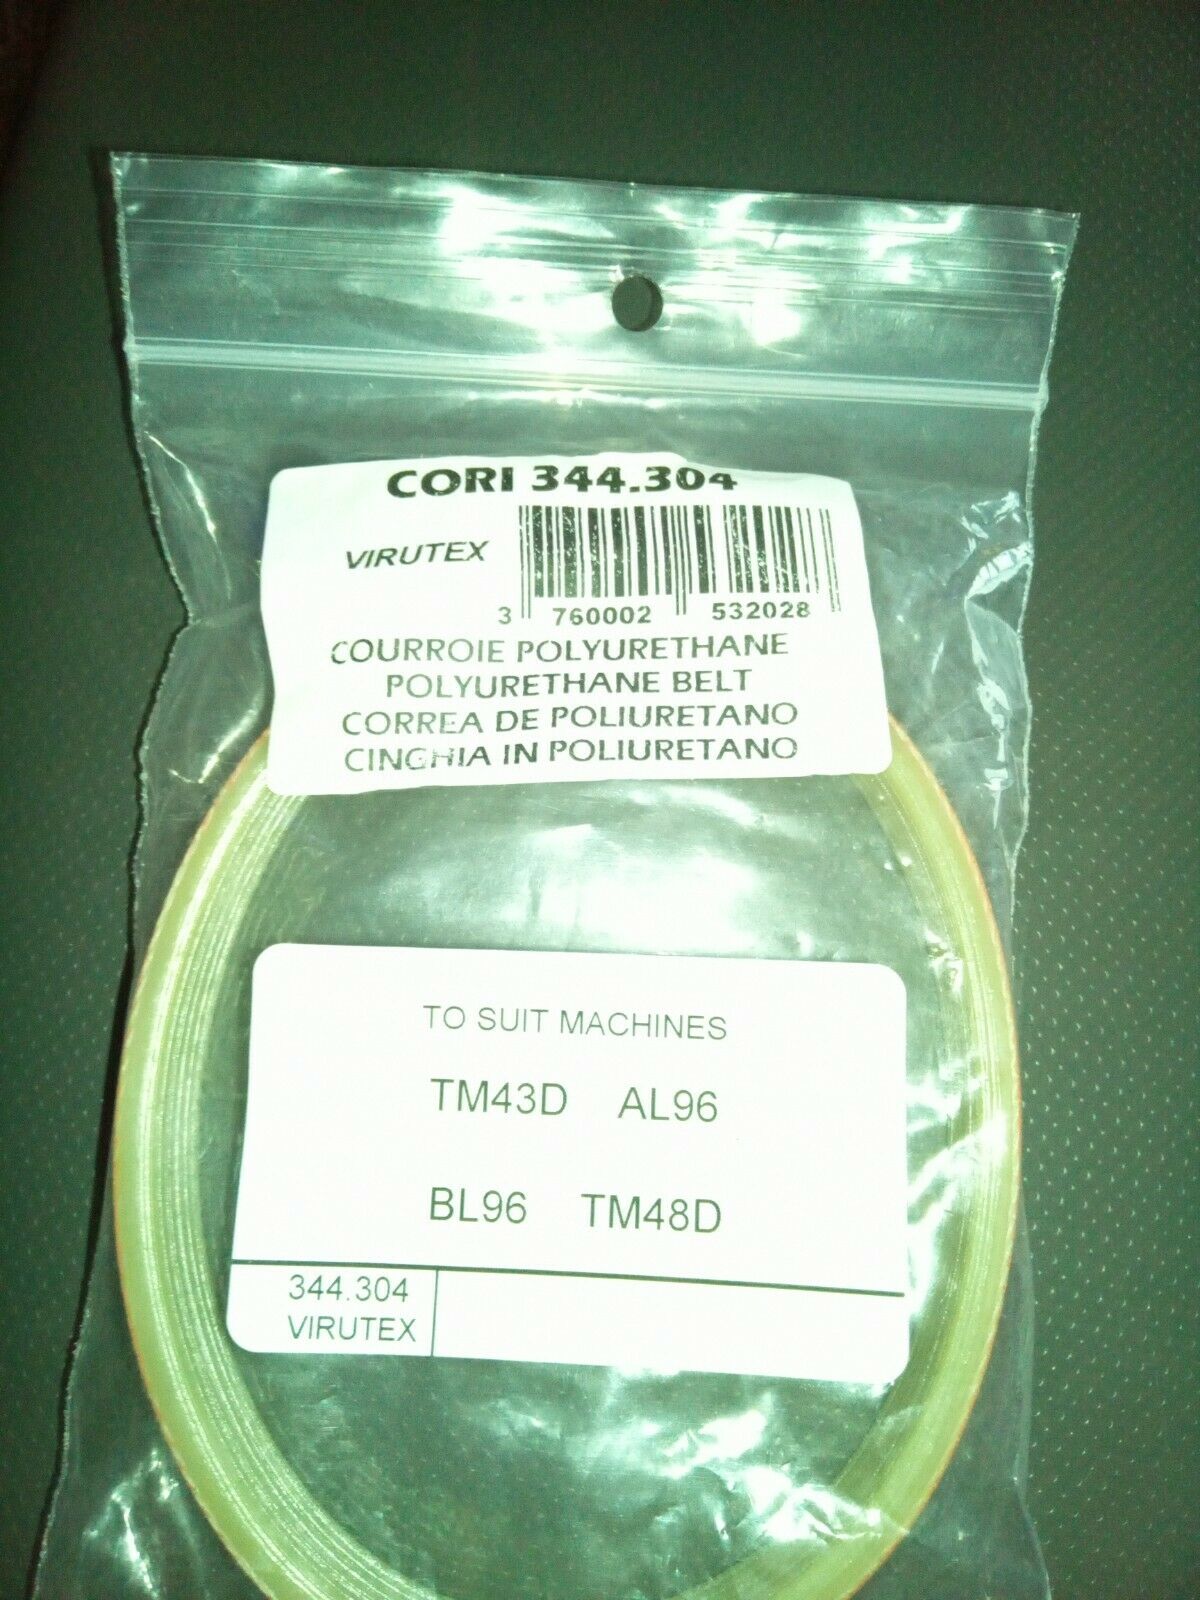 CORI 344.304
VIRUTEX
3 760002 532028
COURROIE POLYURETHANE
POLYURETHANE BELT
CORREA DE POLIURETANO
CINGHIA IN POLIURETANO
TO SUIT MACHINES
TM43D AL96
BL96 TM48D
344.304
VIRUTEX